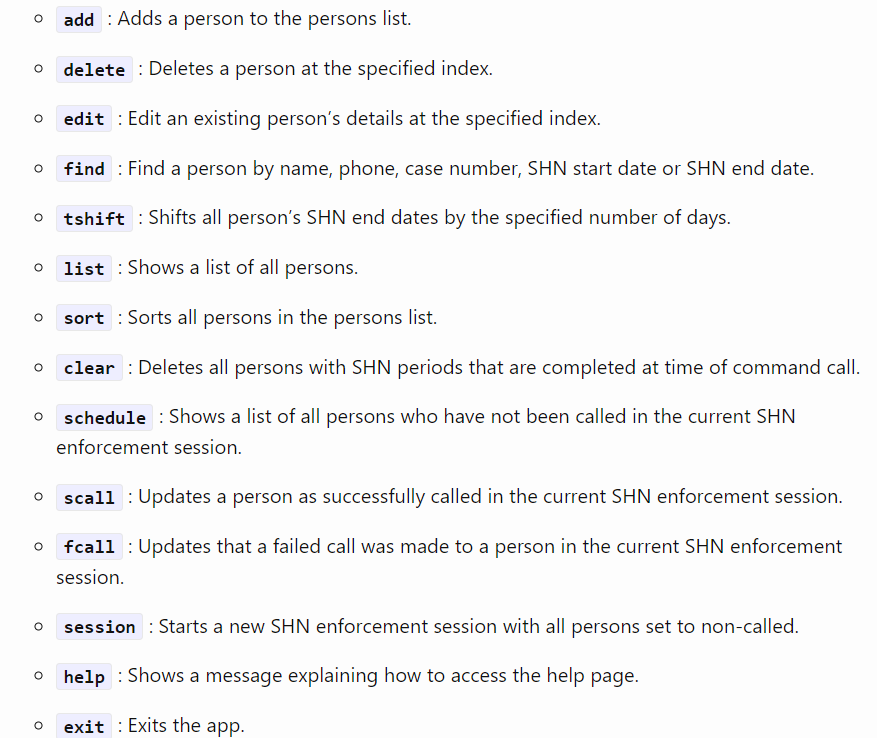 add : Adds a person to the persons list.
delete : Deletes a person at the specified index.
edit : Edit an existing person’s details at the specified index.
find : Find a person by name, phone, case number, SHN start date or SHN end date.
tshift : Shifts all person’s SHN end dates by the specified number of days.
list : Shows a list of all persons.
sort : Sorts all persons in the persons list.
clear : Deletes all persons with SHN periods that are completed at time of command call.
schedule : Shows a list of all persons who have not been called in the current SHN
enforcement session.
scall : Updates a person as successfully called in the current SHN enforcement session.
fcall : Updates that a failed call was made to a person in the current SHN enforcement
session.
session : Starts a new SHN enforcement session with all persons set to non-called.
help : Shows a message explaining how to access the help page.
exit : Exits the app.